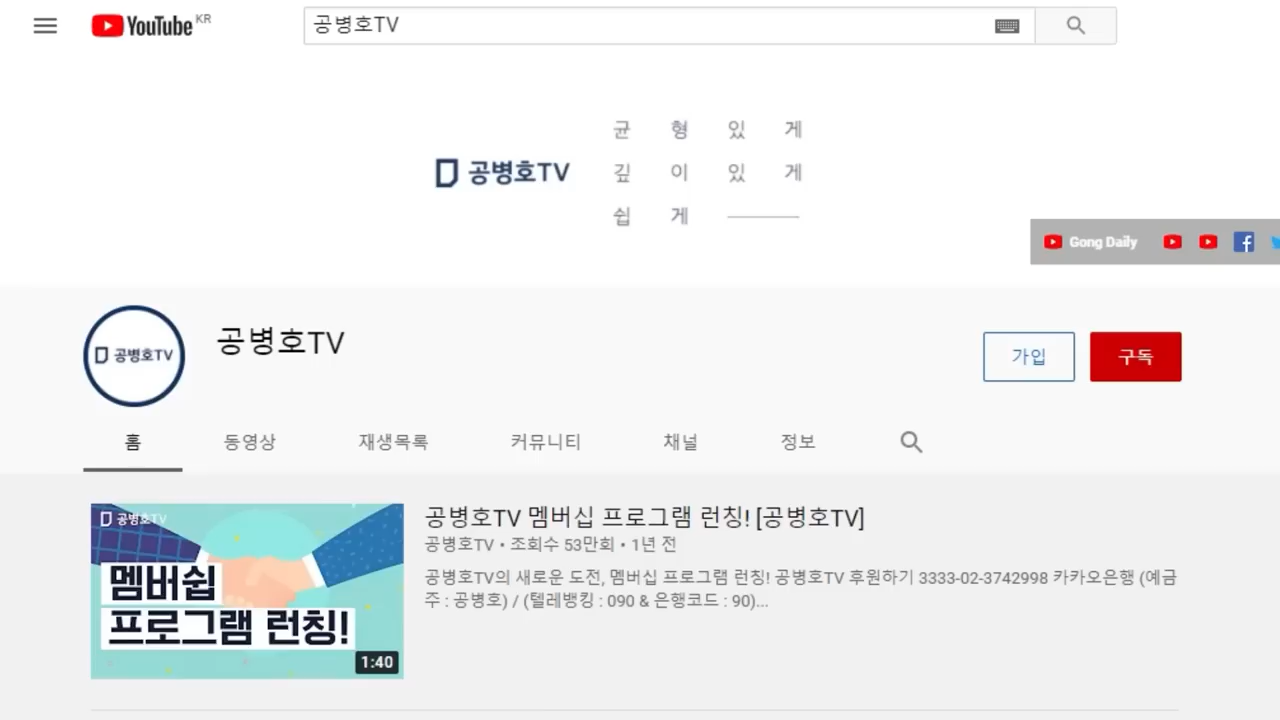 YouTube KR
공병호TV
균형있게
공병호TV
깊이있게
쉽게
Gong Daily
공병호TV
공병호TV
가입
구독
홈
동영상
재생목록
커뮤니티
채널
정보
공병호TV
멤버쉽
프로그램 런칭!
1:40
공병호TV 멤버십 프로그램 런칭! [공병호TV]
공병호TV • 조회수 53만회 • 1년 전
공병호TV의 새로운 도전, 멤버십 프로그램 런칭! 공병호TV 후원하기 3333-02-3742998 카카오은행 (예금
주 : 공병호) / (텔레뱅킹 : 090 & 은행코드 : 90)...